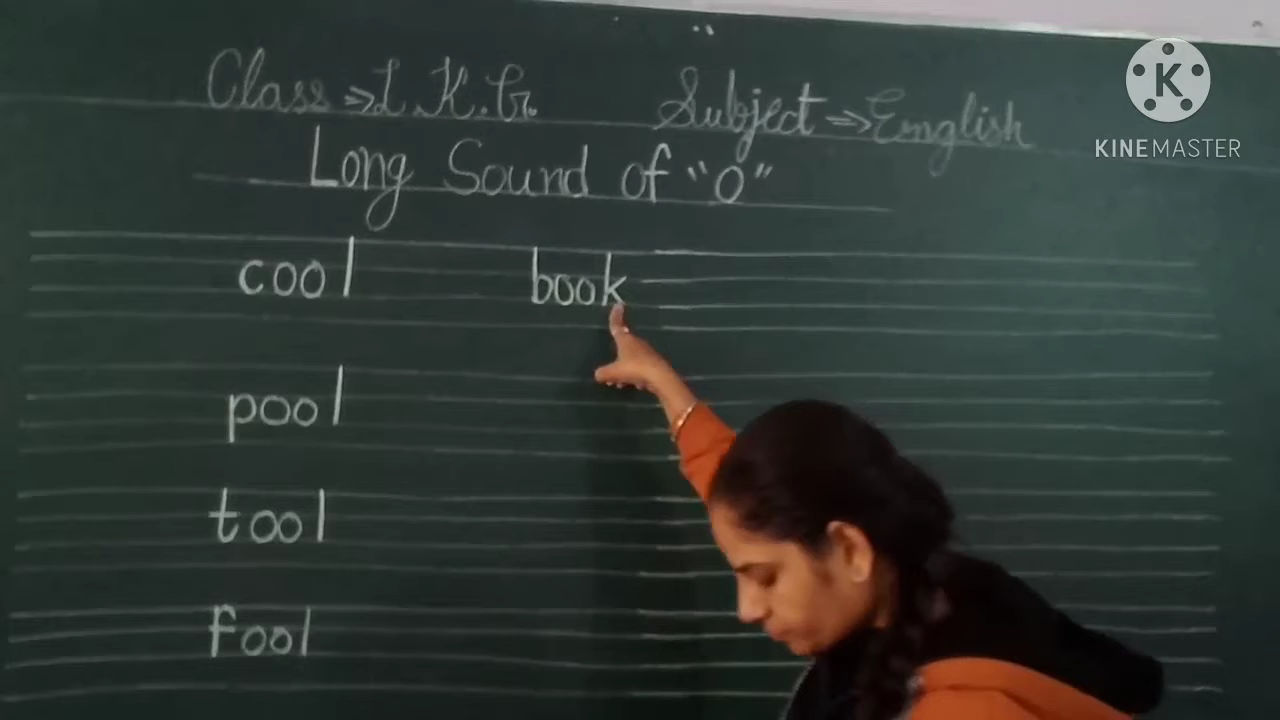 Class ⇒ L.K.G. Subject ⇒ English
Long Sound of "O"
cool book
pool
tool
fool
KINEMASTER